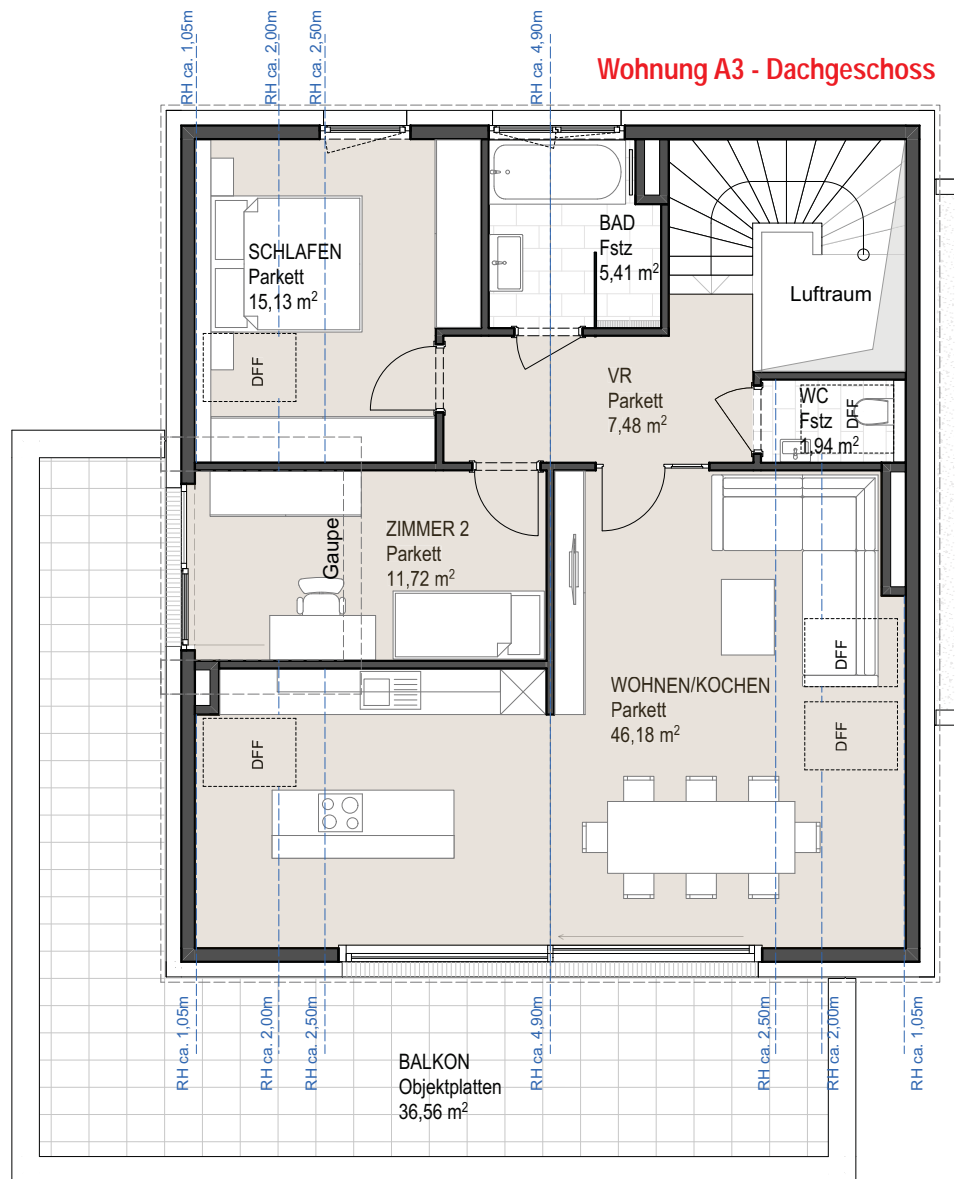 RH ca. 1,05m
RH ca. 2,00m
RH ca. 2,50m
RH ca. 4,90m
Wohnung A3 - Dachgeschoss
SCHLAFEN
Parkett
15,13 m²
DFF
BAD
Fstz
5,41 m²
Luftraum
VR
Parkett
7,48 m²
WC
Fstz
1,94 m²
DFF
Gaupe
ZIMMER 2
Parkett
11,72 m²
WOHNEN/KOCHEN
Parkett
46,18 m²
DFF
DFF
DFF
RH ca. 1,05m
RH ca. 2,00m
RH ca. 2,50m
RH ca. 4,90m
RH ca. 2,50m
RH ca. 2,00m
RH ca. 1,05m
BALKON
Objektplatten
36,56 m²